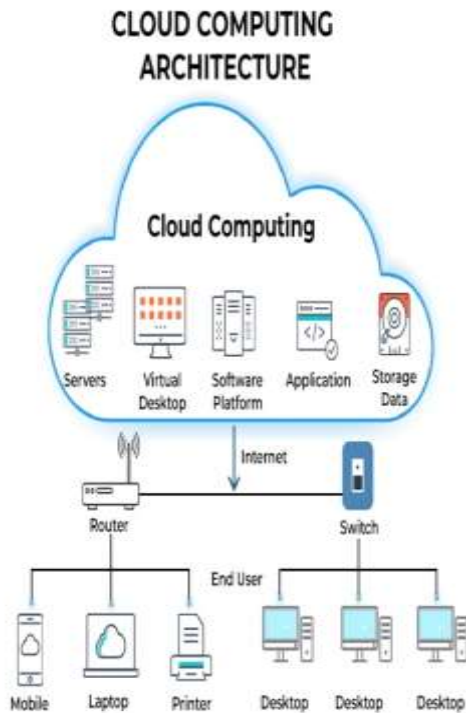 CLOUD COMPUTING
ARCHITECTURE
Cloud Computing
Servers
Virtual
Desktop
Software
Platform
</>
Application
Storage
Data
Internet
Router
Switch
End User
Mobile
Laptop
Printer
Desktop
Desktop
Desktop